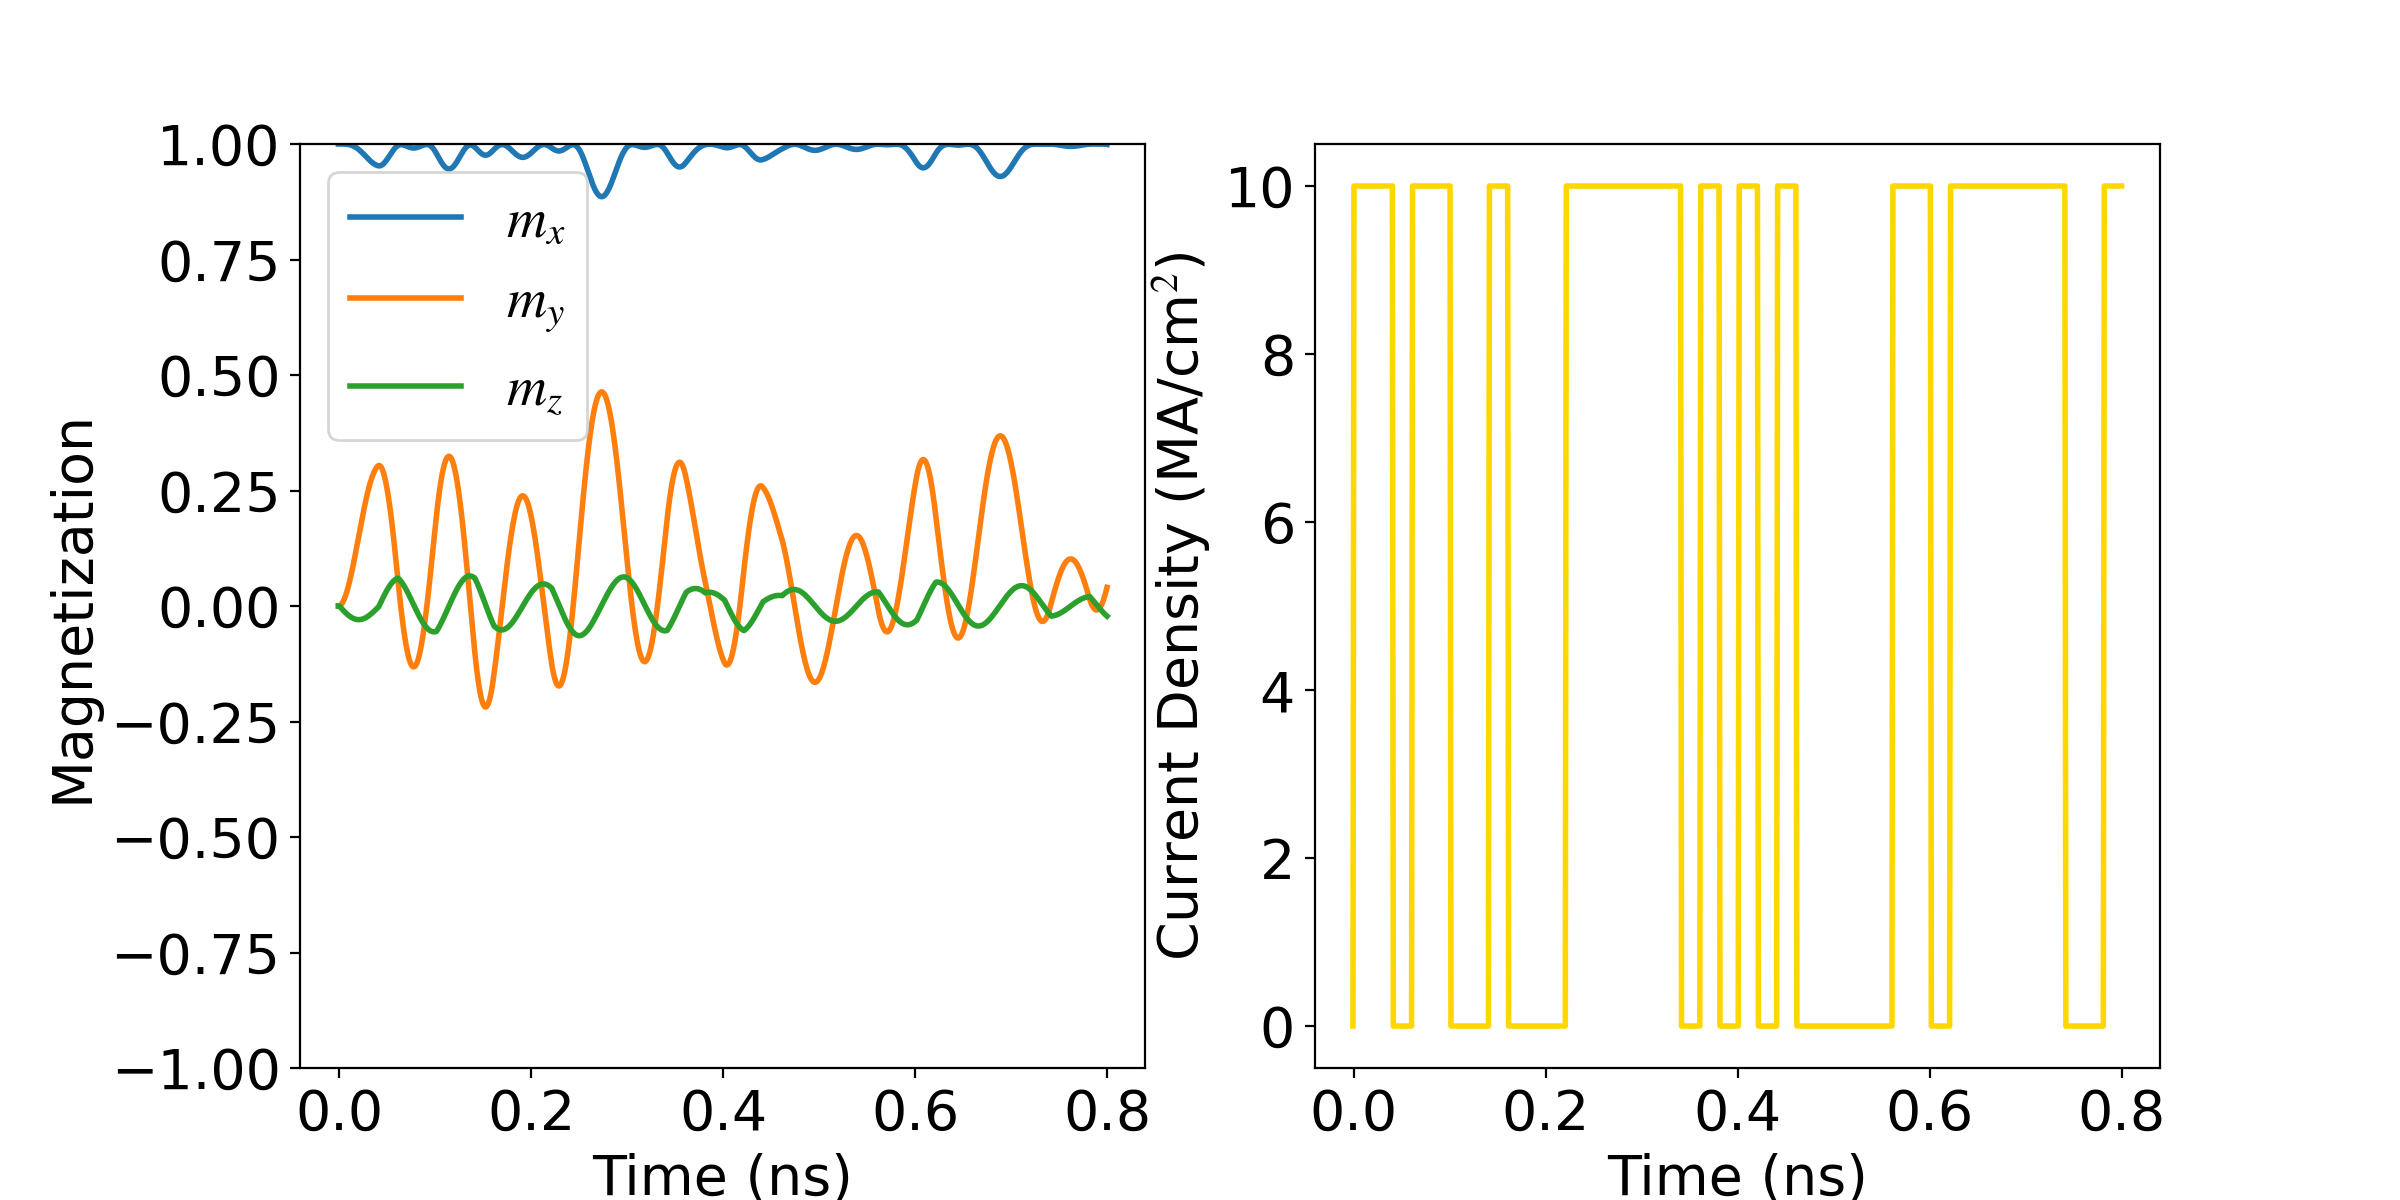 Magnetization
1.00
0.75
0.50
0.25
0.00
−0.25
−0.50
−0.75
−1.00
m_x
m_y
m_z
0.0 0.2 0.4 0.6 0.8
Time (ns)
Current Density (MA/cm²)
10
8
6
4
2
0
0.0 0.2 0.4 0.6 0.8
Time (ns)